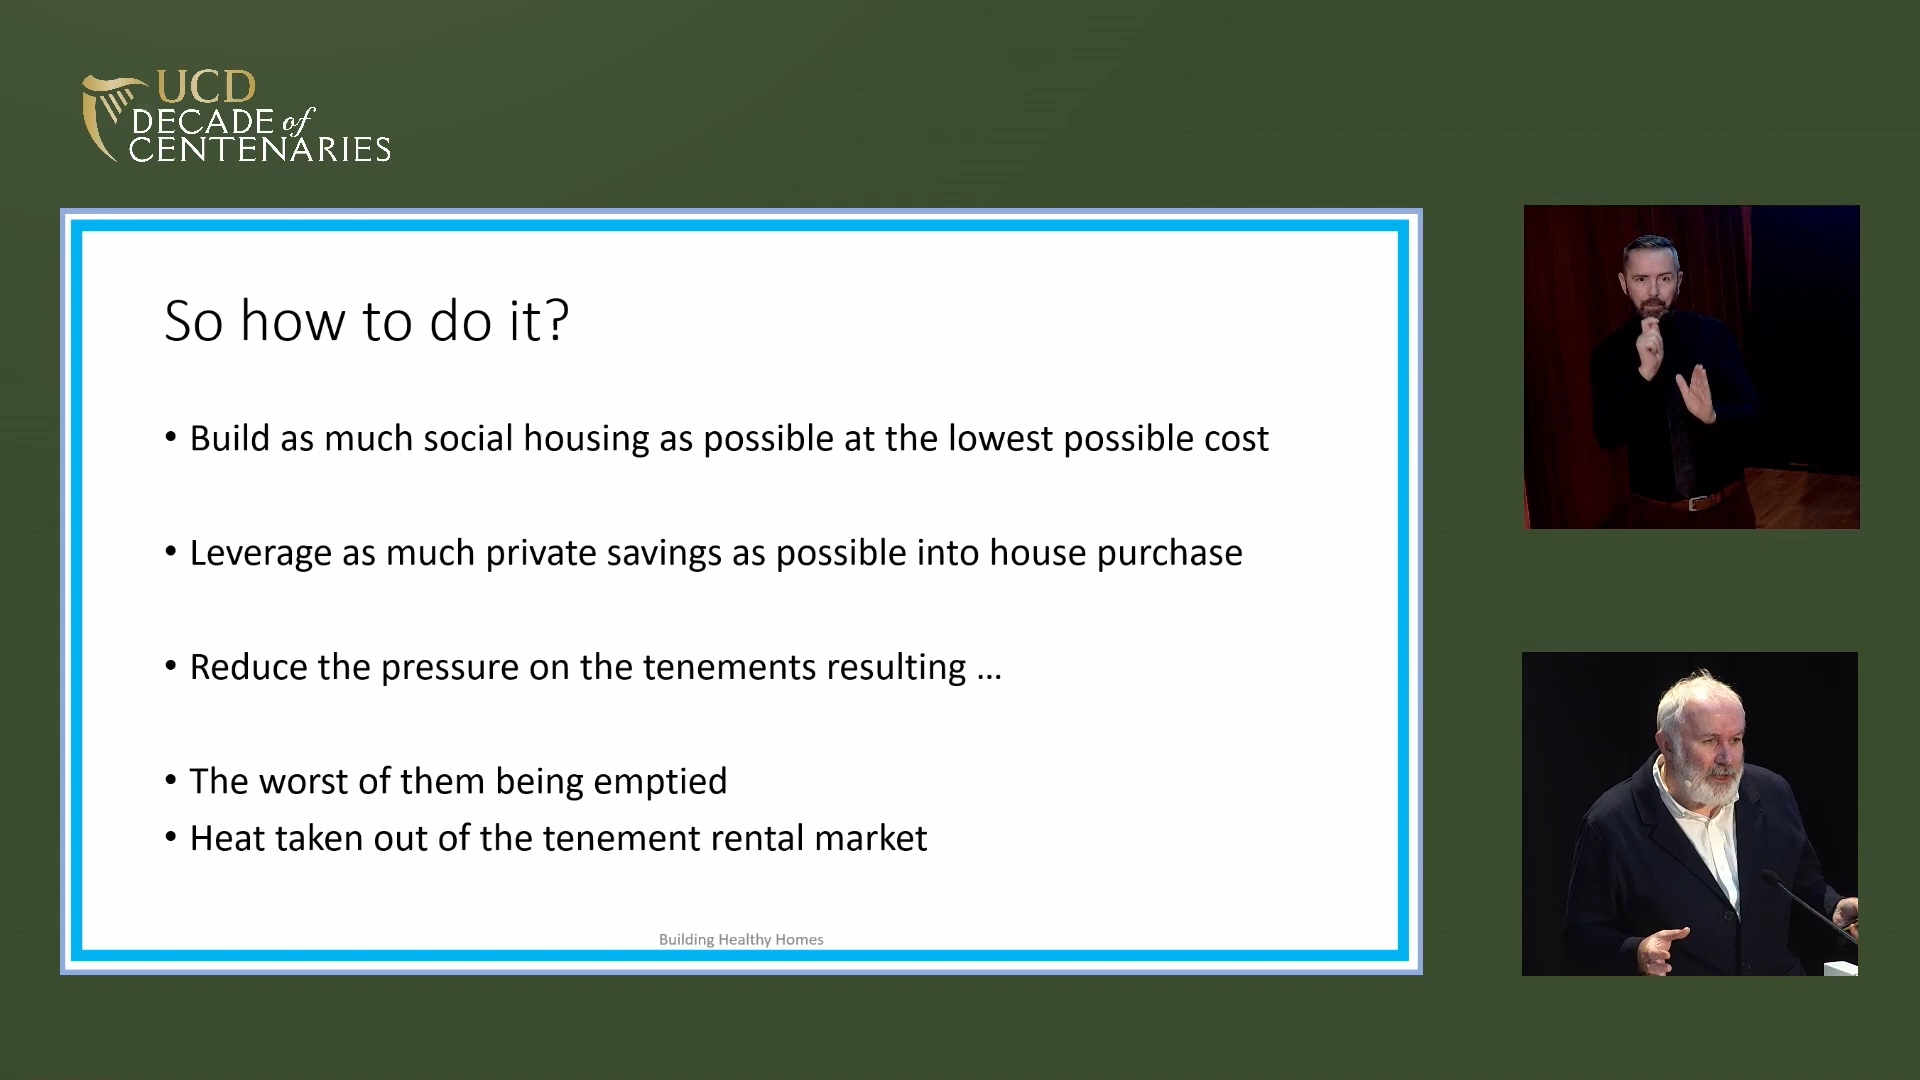 UCD
DECADE of
CENTENARIES
So how to do it?
• Build as much social housing as possible at the lowest possible cost
• Leverage as much private savings as possible into house purchase
• Reduce the pressure on the tenements resulting …
• The worst of them being emptied
• Heat taken out of the tenement rental market
Building Healthy Homes